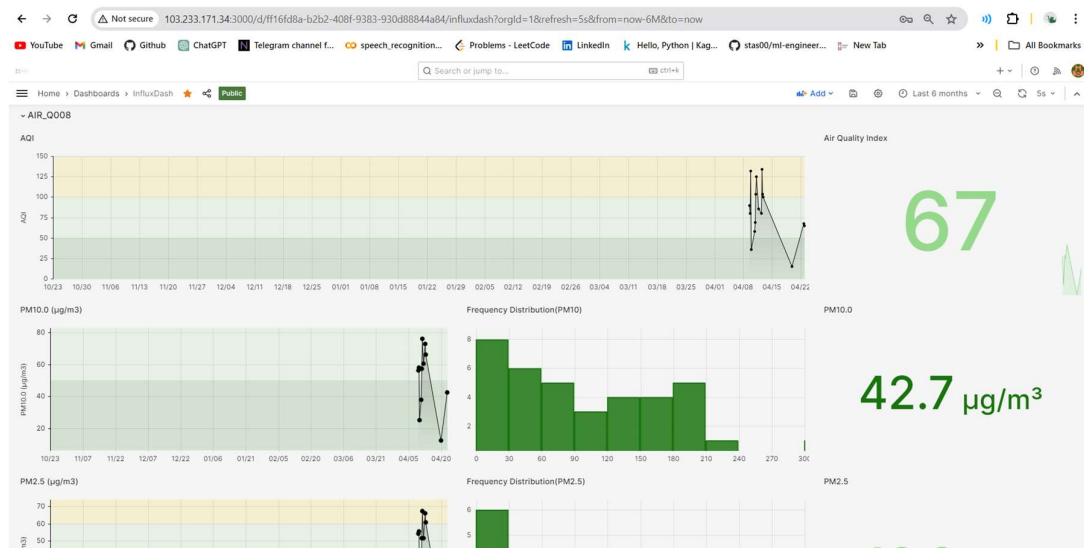 Not secure 103.233.171.34:3000/d/ff16fd8a-b2b2-408f-9383-930d88844a84/influxdash?orgId=1&refresh=5s&from=now-6M&to=now
YouTube Gmail Github ChatGPT Telegram channel f... speech_recognition... Problems - LeetCode LinkedIn Hello, Python | Kag... stas00/ml-engineer... New Tab » All Bookmarks
Search or jump to... ctrl+k
Home › Dashboards › InfluxDash Public Add Last 6 months 5s
AIR_Q008
AQI
Air Quality Index
150
125
100
75
50
25
0
AQI
10/23 10/30 11/06 11/13 11/20 11/27 12/04 12/11 12/18 12/25 01/01 01/08 01/15 01/22 01/29 02/05 02/12 02/19 02/26 03/04 03/11 03/18 03/25 04/01 04/08 04/15 04/22
67
PM10.0 (µg/m3)
Frequency Distribution(PM10)
PM10.0
80
60
40
20
PM10.0 (µg/m3)
10/23 11/07 11/22 12/07 12/22 01/06 01/21 02/05 02/20 03/06 03/21 04/05 04/20
8
6
4
2
0 30 60 90 120 150 180 210 240 270 300
42.7 µg/m³
PM2.5 (µg/m3)
Frequency Distribution(PM2.5)
PM2.5
70
60
50
6
5